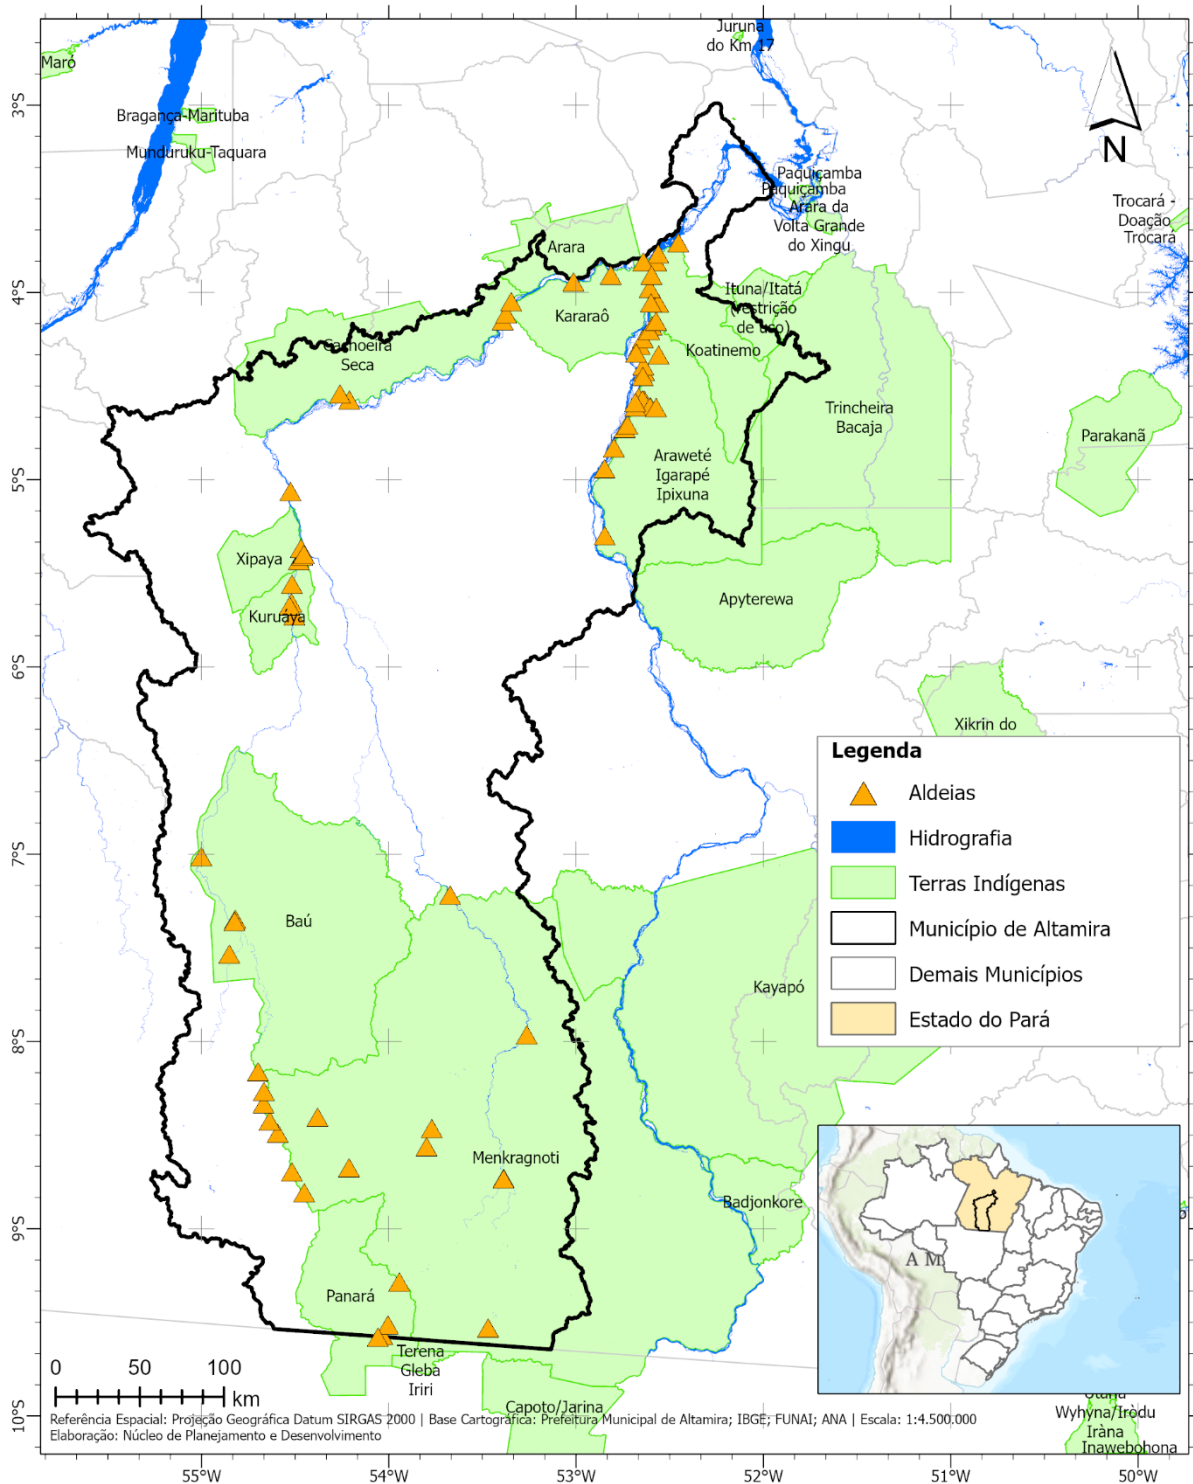 Juruna
do Km 17
Maró
Bragança-Marituba
Munduruku-Taquara
N
Paquiçamba
Paquiçamba
Arara da
Volta Grande
do Xingu
Trocará -
Doação
Trocará
Arara
Ituna/Itatá
(restrição
de uso)
Kararaô
Koatinemo
Cachoeira
Seca
Trincheira
Bacaja
Parakanã
Araweté
Igarapé
Ipixuna
Xipaya
Kuruáya
Apyterewa
Xikrin do
Baú
Kayapó
Menkragnoti
Badjonkore
Panará
Terena
Gleba
Iriri
Capoto/Jarina
Wyhyna/Iròdu
Iràna
Inawebohona
Legenda
Aldeias
Hidrografia
Terras Indígenas
Município de Altamira
Demais Municípios
Estado do Pará
A M
0 50 100
km
Referência Espacial: Projeção Geográfica Datum SIRGAS 2000 | Base Cartográfica: Prefeitura Municipal de Altamira; IBGE; FUNAI; ANA | Escala: 1:4.500.000
Elaboração: Núcleo de Planejamento e Desenvolvimento
3°S
4°S
5°S
6°S
7°S
8°S
9°S
10°S
55°W 54°W 53°W 52°W 51°W 50°W